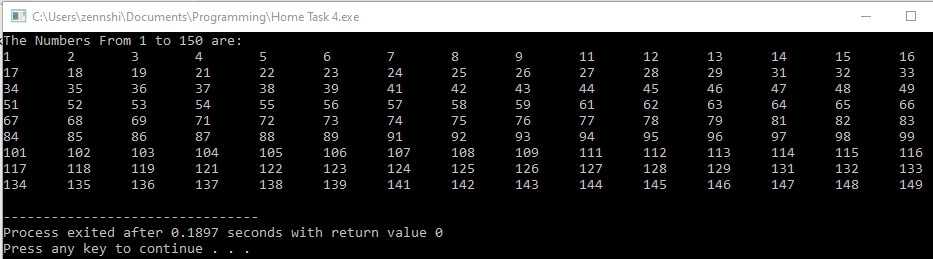 C:\Users\zennshi\Documents\Programming\Home Task 4.exe
The Numbers From 1 to 150 are:
1 2 3 4 5 6 7 8 9 11 12 13 14 15 16
17 18 19 21 22 23 24 25 26 27 28 29 31 32 33
34 35 36 37 38 39 41 42 43 44 45 46 47 48 49
51 52 53 54 55 56 57 58 59 61 62 63 64 65 66
67 68 69 71 72 73 74 75 76 77 78 79 81 82 83
84 85 86 87 88 89 91 92 93 94 95 96 97 98 99
101 102 103 104 105 106 107 108 109 111 112 113 114 115 116
117 118 119 121 122 123 124 125 126 127 128 129 131 132 133
134 135 136 137 138 139 141 142 143 144 145 146 147 148 149
--------------------------------
Process exited after 0.1897 seconds with return value 0
Press any key to continue . . .